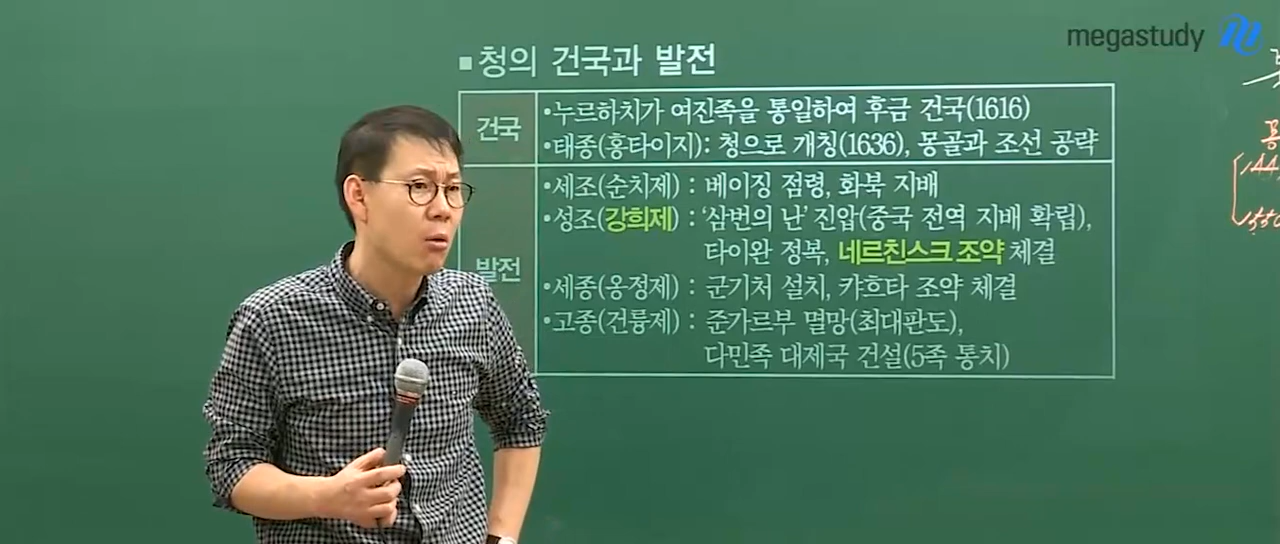 megastudy
■청의 건국과 발전
건국
•누르하치가 여진족을 통일하여 후금 건국(1616)
•태종(홍타이지): 청으로 개칭(1636), 몽골과 조선 공략
발전
•세조(순치제) : 베이징 점령, 화북 지배
•성조(강희제) : ‘삼번의 난’ 진압(중국 전역 지배 확립),
타이완 정복, 네르친스크 조약 체결
•세종(옹정제) : 군기처 설치, 캬흐타 조약 체결
•고종(건륭제) : 준가르부 멸망(최대판도),
다민족 대제국 건설(5족 통치)